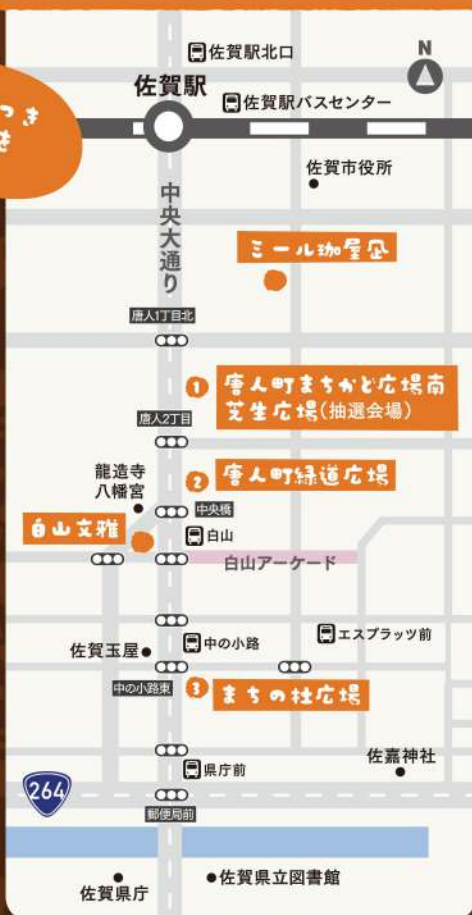 佐賀駅北口
N
佐賀駅
佐賀駅バスセンター
つき
き
佐賀市役所
中央大通り
ミール珈屋凪
唐人1丁目北
1 唐人町まちかど広場南
芝生広場(抽選会場)
唐人2丁目
2 唐人町緑道広場
龍造寺
八幡宮
中央橋
白山文雅
白山
白山アーケード
エスプラッツ前
中の小路
佐賀玉屋
中の小路東
3 まちの杜広場
県庁前
佐嘉神社
264
郵便局前
佐賀県庁
佐賀県立図書館